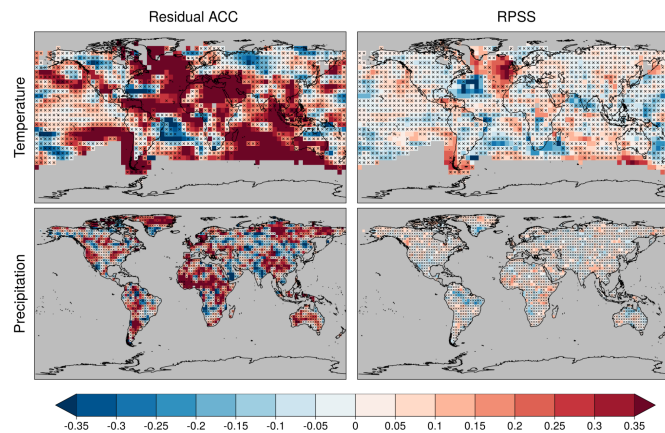 Residual ACC RPSS
Temperature
Precipitation
-0.35 -0.3 -0.25 -0.2 -0.15 -0.1 -0.05 0 0.05 0.1 0.15 0.2 0.25 0.3 0.35